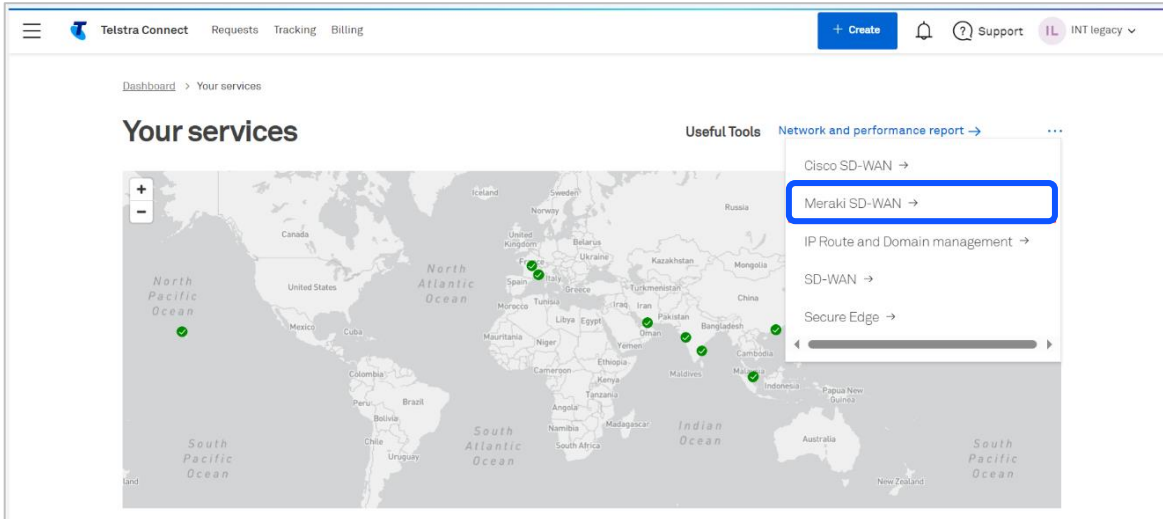 Telstra Connect Requests Tracking Billing + Create Support IL INT legacy
Dashboard > Your services
Your services
Useful Tools Network and performance report → ...
Cisco SD-WAN →
Meraki SD-WAN →
IP Route and Domain management →
SD-WAN →
Secure Edge →
+
-
Iceland
Sweden
Norway
Russia
Canada
United
Kingdom
Belarus
Ukraine
Kazakhstan
Mongolia
North
Pacific
Ocean
United States
North
Atlantic
Ocean
France
Spain
Italy
Greece
Turkmenistan
China
Morocco
Tunisia
Iraq
Iran
Pakistan
Mexico
Cuba
Libya
Egypt
Oman
Bangladesh
Mauritania
Niger
Yemen
Cambodia
Ethiopia
Colombia
Cameroon
Kenya
Maldives
Malaysia
Indonesia
Papua New
Guinea
Tanzania
Peru
Brazil
Angola
Bolivia
Namibia
Madagascar
Indian
Ocean
South
Atlantic
Ocean
South Africa
Chile
Uruguay
Australia
South
Pacific
Ocean
South
Pacific
Ocean
land
New Zealand